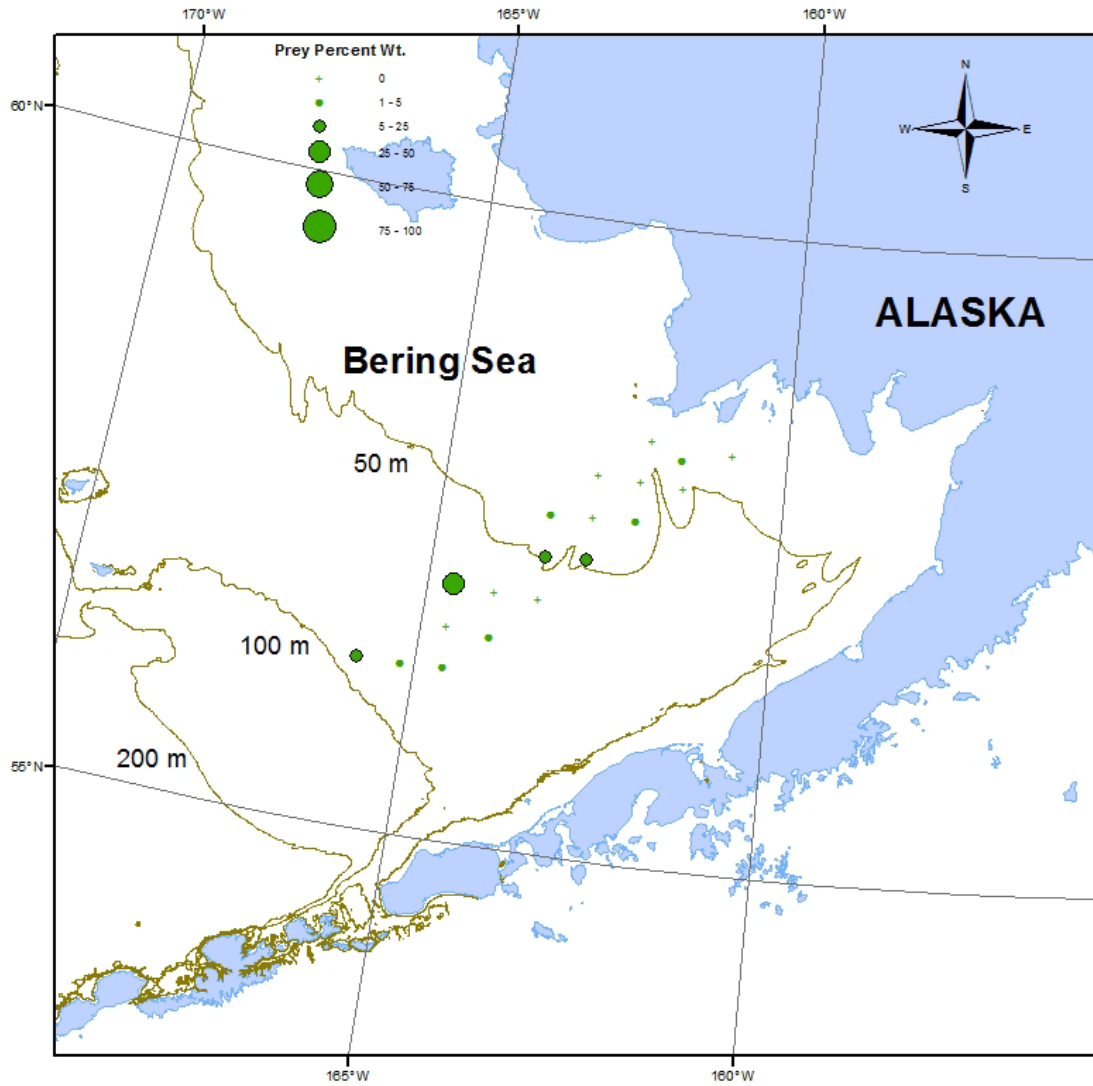 170°W 165°W 160°W
Prey Percent Wt.
0
1 - 5
5 - 25
25 - 50
50 - 75
75 - 100
N
W E
S
60°N
ALASKA
Bering Sea
50 m
100 m
200 m
55°N
165°W 160°W